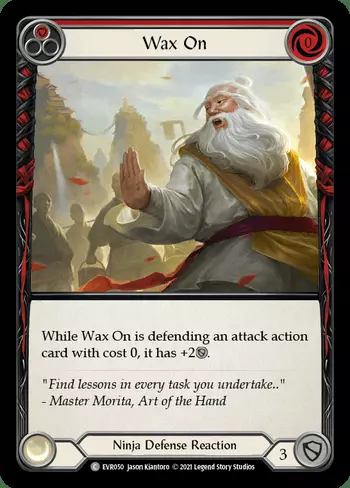 Wax On
0
While Wax On is defending an attack action
card with cost 0, it has +2.
"Find lessons in every task you undertake.."
- Master Morita, Art of the Hand
Ninja Defense Reaction
3
C EVR050 Jason Kiantoro © 2021 Legend Story Studios